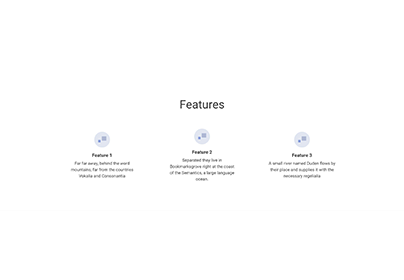 Features
Feature 1
Far far away, behind the word
mountains, far from the countries
Vokalia and Consonantia
Feature 2
Separated they live in
Bookmarksgrove right at the coast
of the Semantics, a large language
ocean.
Feature 3
A small river named Duden flows by
their place and supplies it with the
necessary regelialia.